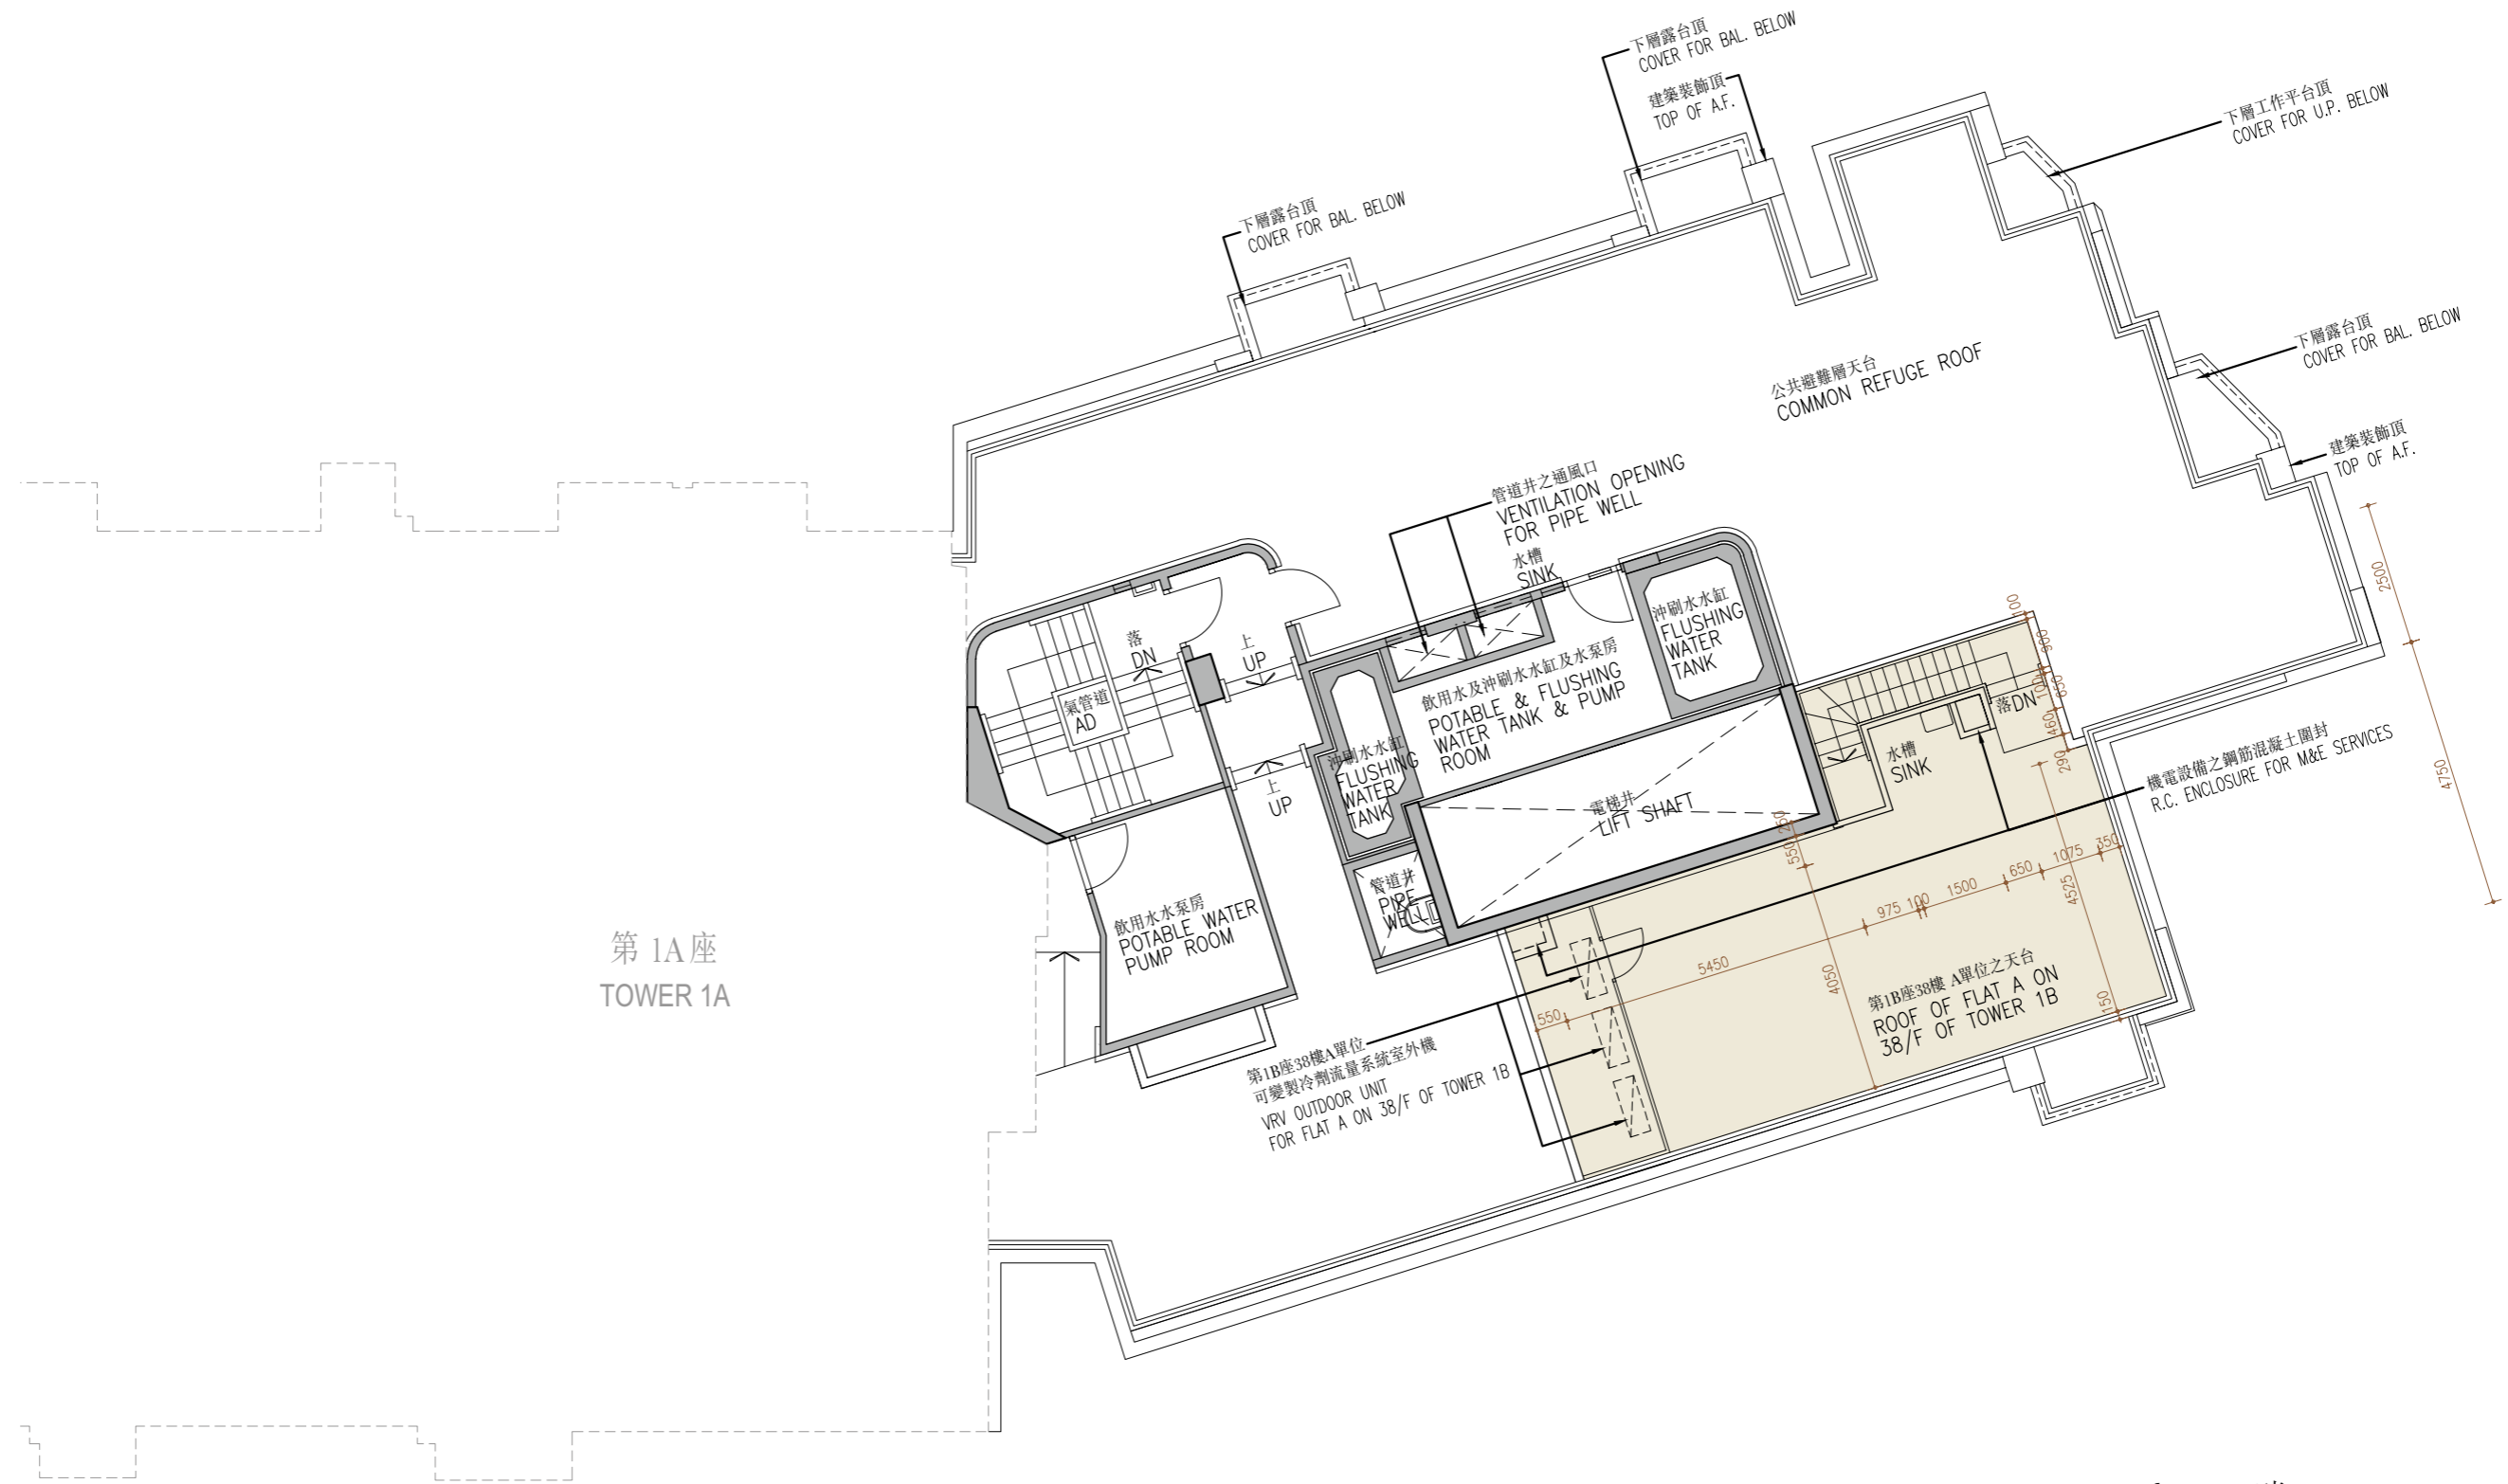 下層露台頂
COVER FOR BAL. BELOW
建築裝飾頂
TOP OF A.F.
下層工作平台頂
COVER FOR U.P. BELOW
下層露台頂
COVER FOR BAL. BELOW
下層露台頂
COVER FOR BAL. BELOW
公共避難層天台
COMMON REFUGE ROOF
建築裝飾頂
TOP OF A.F.
管道井之通風口
VENTILATION OPENING
FOR PIPE WELL
水槽
SINK
2500
4750
100
900
100
650
460
290
沖刷水水缸
FLUSHING
WATER
TANK
落
DN
上
UP
氣管道
AD
飲用水及沖刷水水缸及水泵房
POTABLE & FLUSHING
WATER TANK & PUMP
ROOM
落DN
水槽
SINK
機電設備之鋼筋混凝土圍封
R.C. ENCLOSURE FOR M&E SERVICES
沖刷水水缸
FLUSHING
WATER
TANK
上
UP
電梯井
LIFT SHAFT
250
550
管道井
PIPE
WELL
飲用水水泵房
POTABLE WATER
PUMP ROOM
550
5450
975
100
1500
650
1075
350
4050
4525
150
第1B座38樓 A單位之天台
ROOF OF FLAT A ON
38/F OF TOWER 1B
第1B座38樓A單位
可變製冷劑流量系統室外機
VRV OUTDOOR UNIT
FOR FLAT A ON 38/F OF TOWER 1B
第 1A座
TOWER 1A